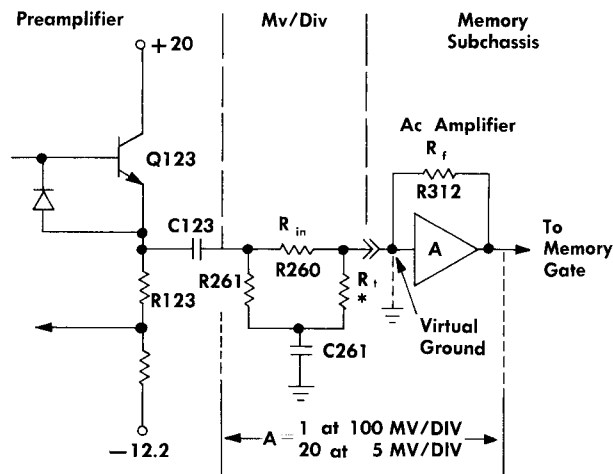 Preamplifier
Mv/Div
Memory
Subchassis
+20
Ac Amplifier
R f
R312
Q123
C123
R in
R260
R261
R t
*
A
To
Memory
Gate
R123
Virtual
Ground
C261
-12.2
A = 1 at 100 MV/DIV
20 at 5 MV/DIV